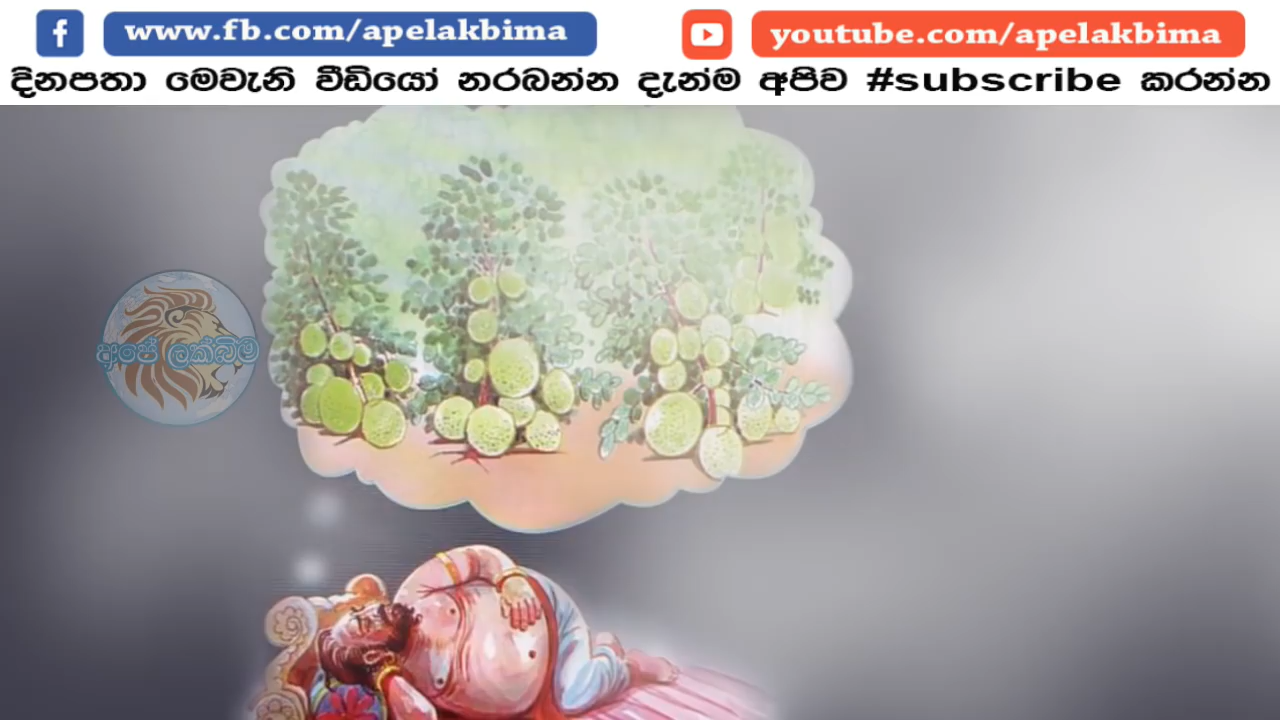 www.fb.com/apelakbima
youtube.com/apelakbima
දිනපතා මෙවැනි වීඩියෝ නරබන්න දැන්ම අපිව #subscribe කරන්න
අපේ ලක්බිම